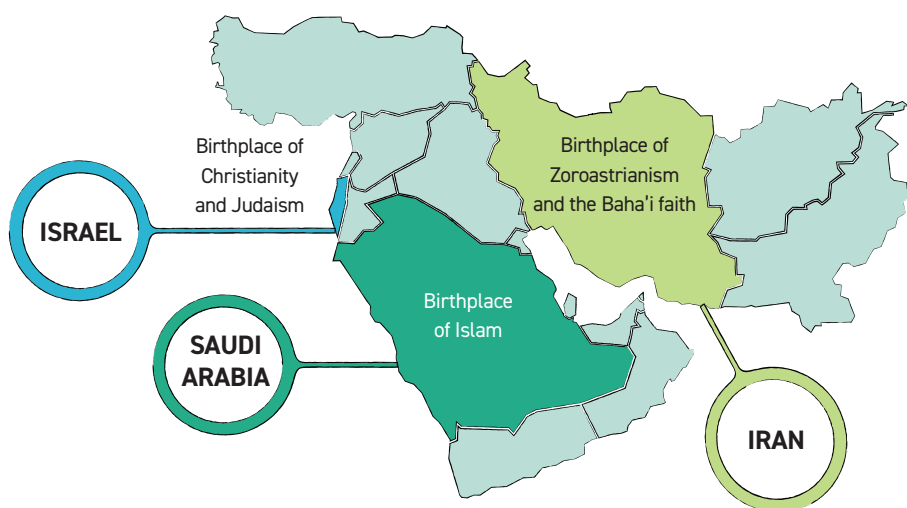 Birthplace of
Christianity
and Judaism
ISRAEL
Birthplace of
Zoroastrianism
and the Baha'i faith
Birthplace
of Islam
SAUDI
ARABIA
IRAN